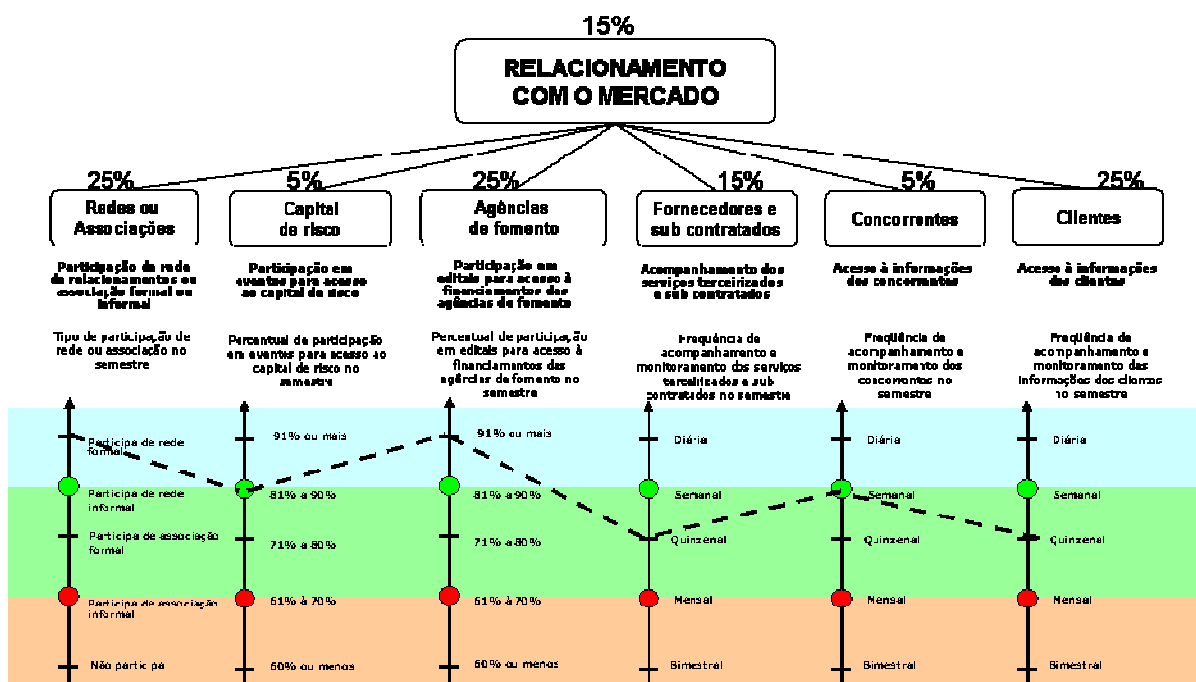 15%
RELACIONAMENTO
COM O MERCADO
25%
Redes ou
Associações
5%
Capital
de risco
25%
Agências
de fomento
15%
Fornecedores e
sub contratados
5%
Concorrentes
25%
Clientes
Participação de rede
de relacionamentos ou
associação formal ou
informal
Participação em
eventos para acesso
ao capital de risco
Participação em
editais para acesso à
financiamentos das
agências de fomento
Acompanhamento dos
serviços terceirizados
e sub contratados
Acesso à informações
dos concorrentes
Acesso à informações
dos clientes
Tipo de participação de
rede ou associação no
semestre
Percentual de participação
em eventos para acesso ao
capital de risco no
semestre
Percentual de participação
em editais para acesso à
financiamentos das
agências de fomento no
semestre
Freqüência de
acompanhamento e
monitoramento dos serviços
terceirizados e sub
contratados no semestre
Freqüência de
acompanhamento e
monitoramento dos
concorrentes no
semestre
Freqüência de
acompanhamento e
monitoramento das
informações dos clientes
no semestre
Participa de rede
formal
Participa de rede
informal
Participa de associação
formal
Participa de associação
informal
Não participa
91% ou mais
81% a 90%
71% a 80%
61% à 70%
60% ou menos
91% ou mais
81% a 90%
71% a 80%
61% à 70%
60% ou menos
Diária
Semanal
Quinzenal
Mensal
Bimestral
Diária
Semanal
Quinzenal
Mensal
Bimestral
Diária
Semanal
Quinzenal
Mensal
Bimestral